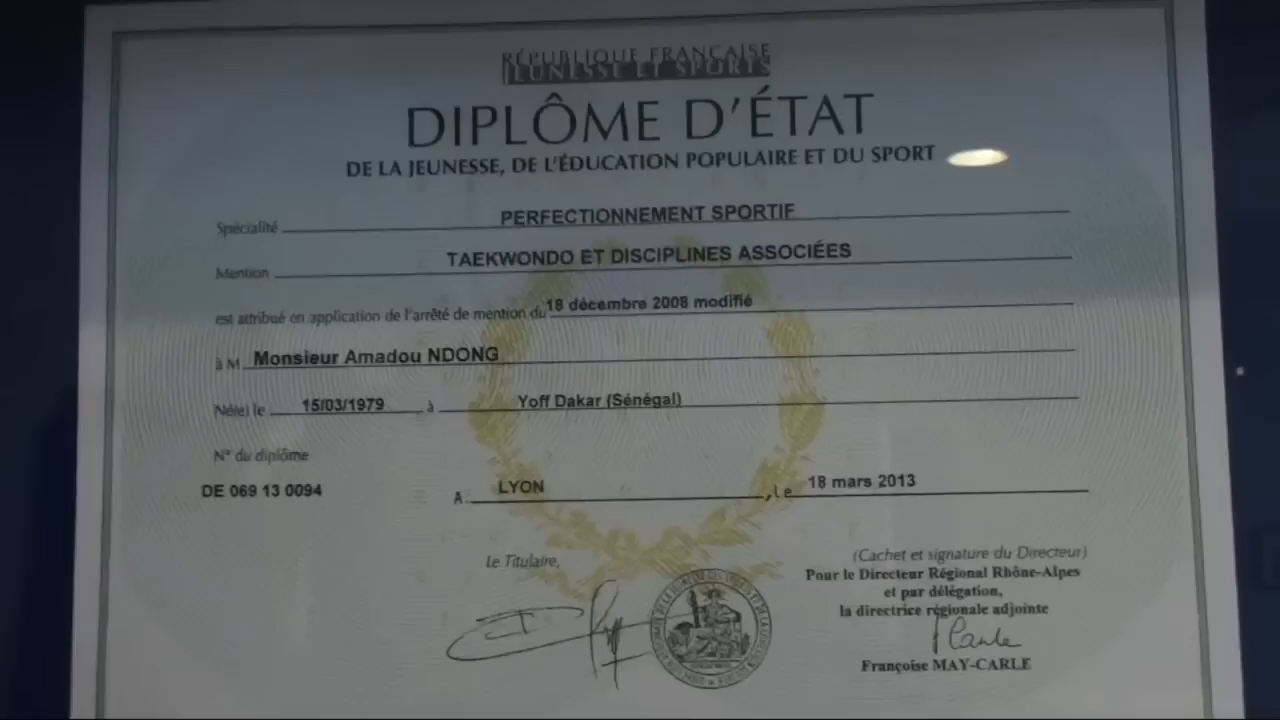 RÉPUBLIQUE FRANÇAISE
JEUNESSE ET SPORTS
DIPLÔME D'ÉTAT
DE LA JEUNESSE, DE L'ÉDUCATION POPULAIRE ET DU SPORT
Spécialité PERFECTIONNEMENT SPORTIF
Mention TAEKWONDO ET DISCIPLINES ASSOCIÉES
est attribué en application de l'arrêté de mention du 18 décembre 2008 modifié
à M Monsieur Amadou NDONG
Né(e) le 15/03/1979 à Yoff Dakar (Sénégal)
N° du diplôme
DE 069 13 0094 A LYON , le 18 mars 2013
le Titulaire,
(Cachet et signature du Directeur)
Pour le Directeur Régional Rhône-Alpes
et par délégation,
la directrice régionale adjointe
Carle
Françoise MAY-CARLE